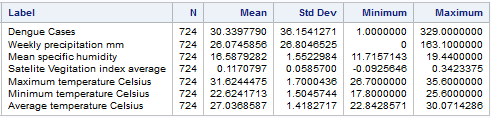 Label N Mean Std Dev Minimum Maximum
Dengue Cases 724 30.3397790 36.1541271 1.0000000 329.0000000
Weekly precipitation mm 724 26.0745856 26.8046525 0 163.1000000
Mean specific humidity 724 16.5879282 1.5522984 11.7157143 19.4400000
Satelite Vegitation index average 724 0.1170797 0.0585700 -0.0925646 0.3423375
Maximum temperature Celsius 724 31.6244475 1.7000436 26.7000000 35.6000000
Minimum temperature Celsius 724 22.6241713 1.5045744 17.8000000 25.6000000
Average temperature Celsius 724 27.0368587 1.4182717 22.8428571 30.0714286